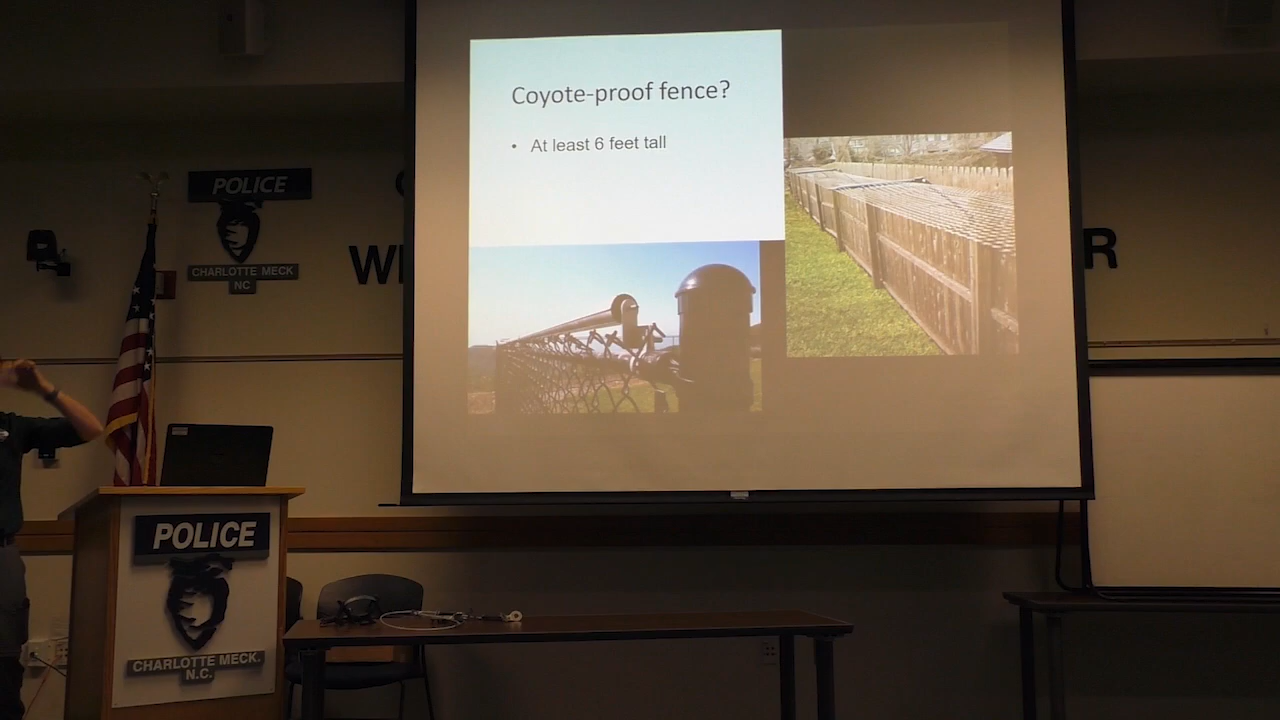 Coyote-proof fence?
• At least 6 feet tall
POLICE
CHARLOTTE MECK
NC
R
POLICE
CHARLOTTE MECK.
N.C.